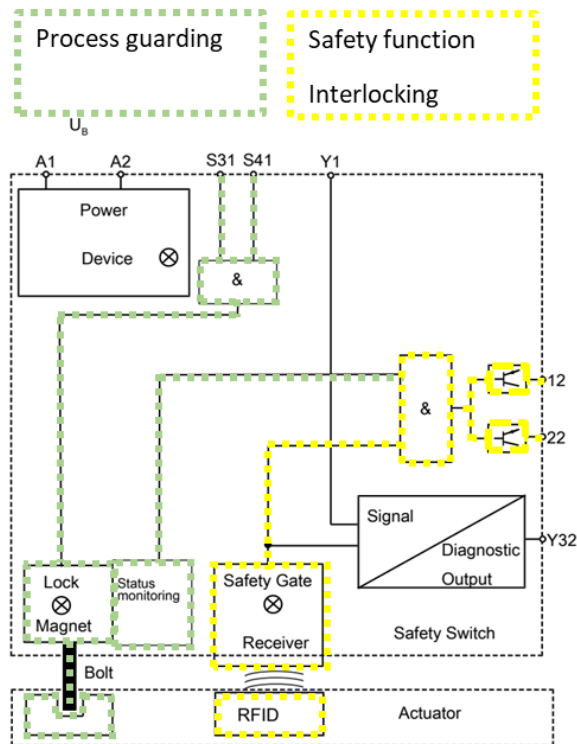 Process guarding
Safety function
Interlocking
UB
A1
A2
S31
S41
Y1
Power
Device
&
12
&
22
Signal
Diagnostic
Output
Y32
Lock
Magnet
Status
monitoring
Safety Gate
Receiver
Safety Switch
Bolt
RFID
Actuator